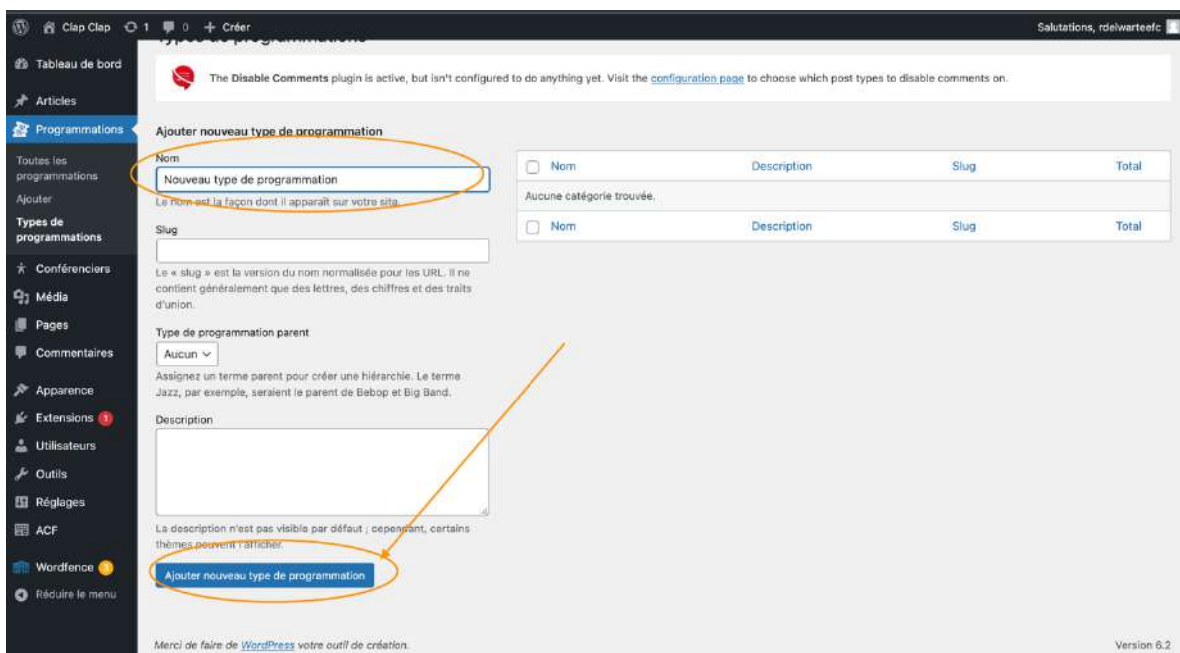 Clap Clap 1 0 + Créer
Salutations, rdelwarteefc
Types de programmations
Tableau de bord
Articles
Programmations
Toutes les
programmations
Ajouter
Types de
programmations
Conférenciers
Média
Pages
Commentaires
Apparence
Extensions 1
Utilisateurs
Outils
Réglages
ACF
Wordfence 3
Réduire le menu
The Disable Comments plugin is active, but isn't configured to do anything yet. Visit the configuration page to choose which post types to disable comments on.
Ajouter nouveau type de programmation
Nom
Nouveau type de programmation
Le nom est la façon dont il apparaît sur votre site.
Slug
Le « slug » est la version du nom normalisée pour les URL. Il ne
contient généralement que des lettres, des chiffres et des traits
d'union.
Type de programmation parent
Aucun
Assignez un terme parent pour créer une hiérarchie. Le terme
Jazz, par exemple, seraient le parent de Bebop et Big Band.
Description
La description n'est pas visible par défaut ; cependant, certains
thèmes peuvent l'afficher.
Ajouter nouveau type de programmation
Nom Description Slug Total
Aucune catégorie trouvée.
Nom Description Slug Total
Merci de faire de WordPress votre outil de création.
Version 6.2